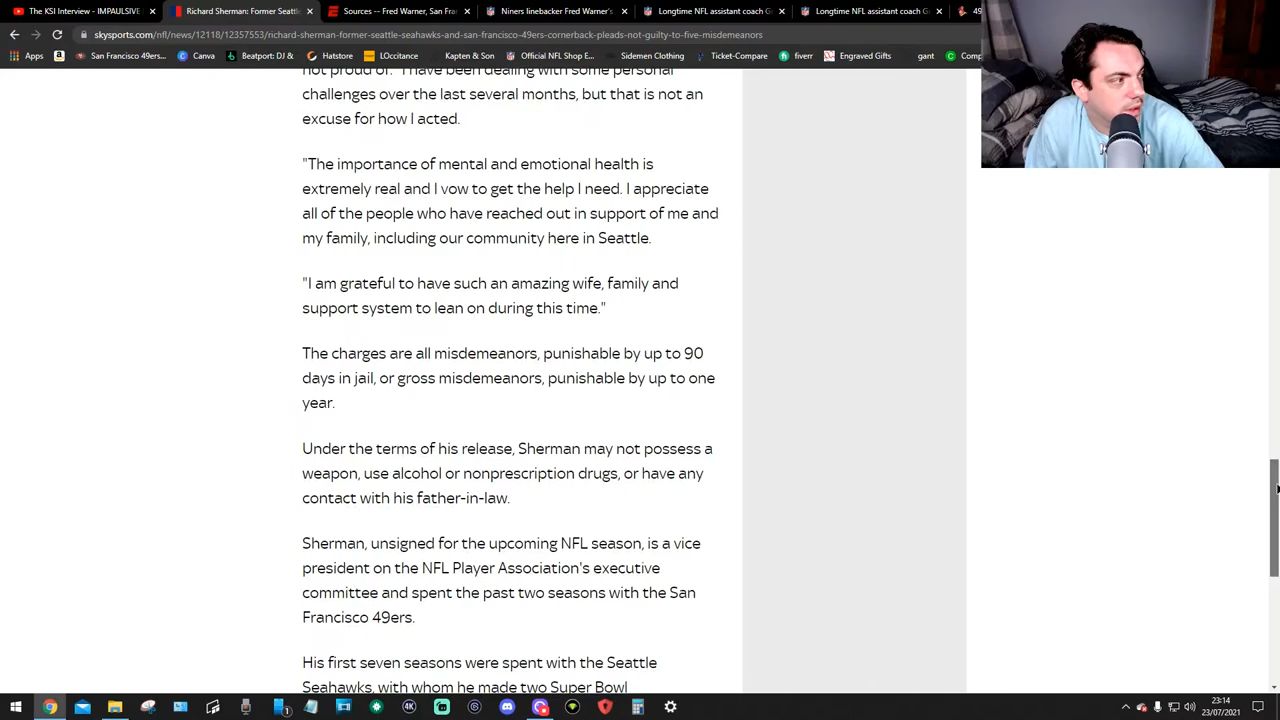 The KSI Interview - IMPAULSIVE
Richard Sherman: Former Seattl
Sources -- Fred Warner, San Fran
Niners linebacker Fred Warner's
Longtime NFL assistant coach G
Longtime NFL assistant coach G
49
skysports.com/nfl/news/12118/12357553/richard-sherman-former-seattle-seahawks-and-san-francisco-49ers-cornerback-pleads-not-guilty-to-five-misdemeanors
Apps
San Francisco 49ers...
Canva
Beatport: DJ &
Hatstore
LOccitance
Kapten & Son
Official NFL Shop E...
Sidemen Clothing
Ticket-Compare
fiverr
Engraved Gifts
gant
Comp
not proud of. "I have been dealing with some personal
challenges over the last several months, but that is not an
excuse for how I acted.
"The importance of mental and emotional health is
extremely real and I vow to get the help I need. I appreciate
all of the people who have reached out in support of me and
my family, including our community here in Seattle.
"I am grateful to have such an amazing wife, family and
support system to lean on during this time."
The charges are all misdemeanors, punishable by up to 90
days in jail, or gross misdemeanors, punishable by up to one
year.
Under the terms of his release, Sherman may not possess a
weapon, use alcohol or nonprescription drugs, or have any
contact with his father-in-law.
Sherman, unsigned for the upcoming NFL season, is a vice
president on the NFL Player Association's executive
committee and spent the past two seasons with the San
Francisco 49ers.
His first seven seasons were spent with the Seattle
Seahawks, with whom he made two Super Bowl
23:14
23/07/2021